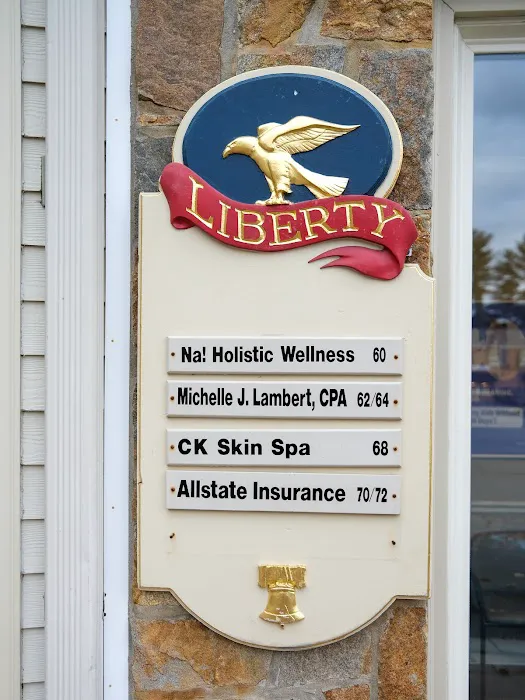 LIBERTY
Na! Holistic Wellness 60
Michelle J. Lambert, CPA 62/64
CK Skin Spa 68
Allstate Insurance 70/72